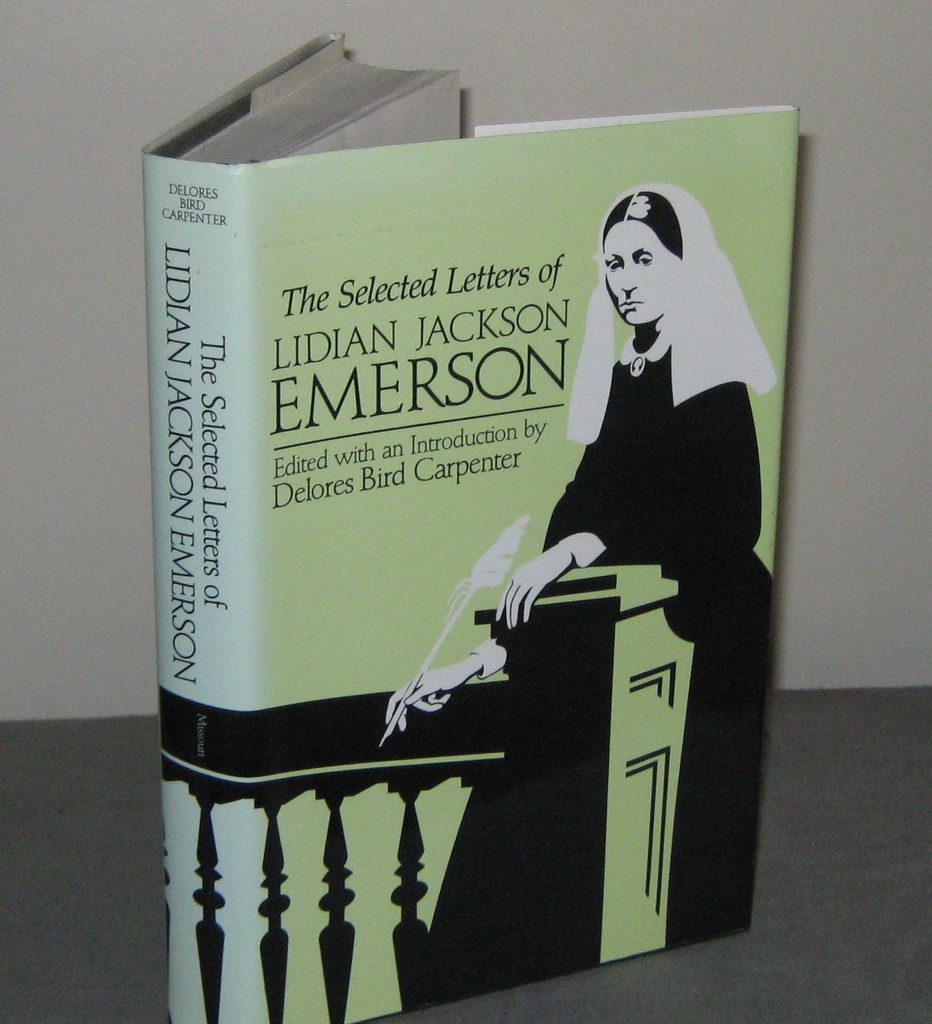 DELORES
BIRD
CARPENTER
The Selected Letters of
LIDIAN JACKSON EMERSON
Missouri
The Selected Letters of
LIDIAN JACKSON
EMERSON
Edited with an Introduction by
Delores Bird Carpenter